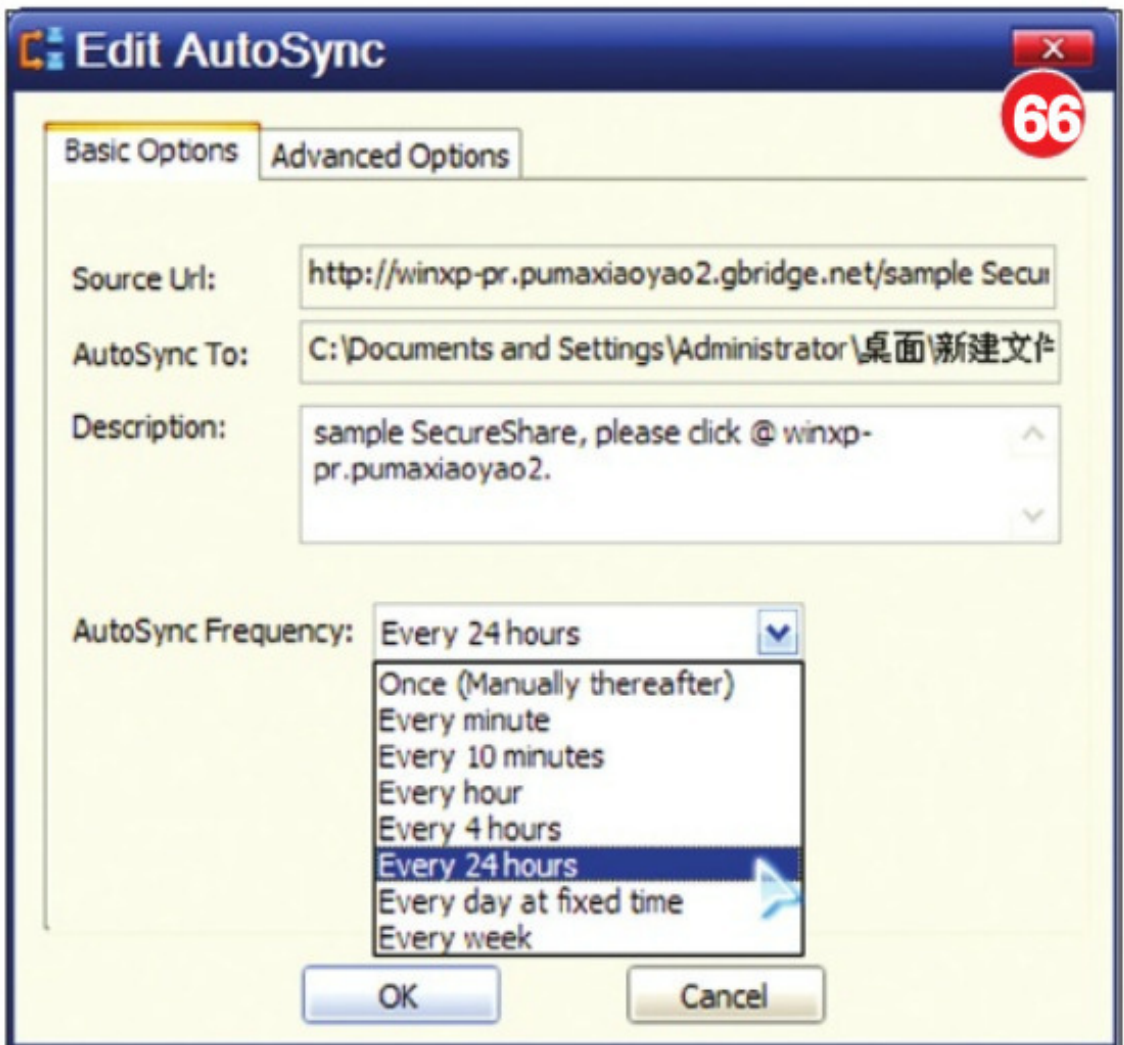 Edit AutoSync
66
Basic Options
Advanced Options
Source Url:
http://winxp-pr.pumaxiaoyao2.gbridge.net/sample Secur
AutoSync To:
C:\Documents and Settings\Administrator\桌面\新建文件
Description:
sample SecureShare, please click @ winxp-
pr.pumaxiaoyao2.
AutoSync Frequency:
Every 24 hours
Once (Manually thereafter)
Every minute
Every 10 minutes
Every hour
Every 4 hours
Every 24 hours
Every day at fixed time
Every week
OK
Cancel